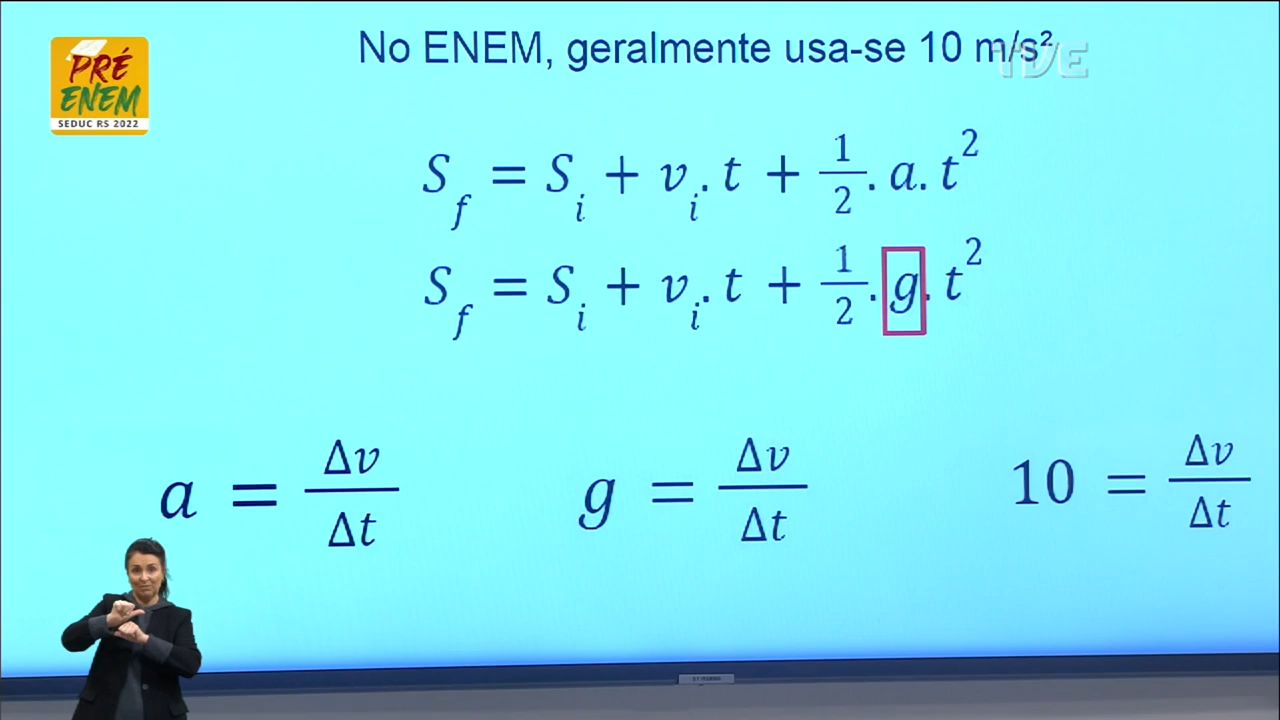 No ENEM, geralmente usa-se 10 m/s²
TVE
PRÉ
ENEM
SEDUC RS 2022
S_f = S_i + v_i. t + 1/2 . a. t²
S_f = S_i + v_i. t + 1/2 . g. t²
a = Δv/Δt
g = Δv/Δt
10 = Δv/Δt